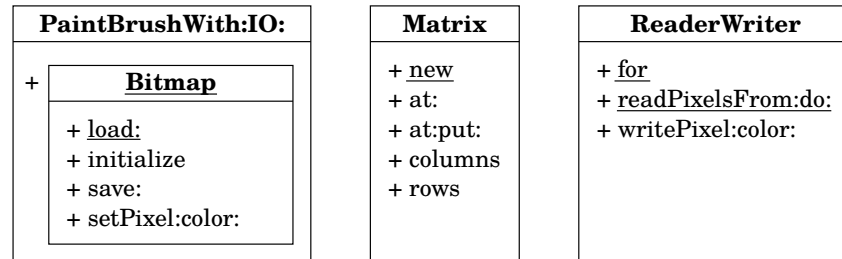 PaintBrushWith:IO:
+ Bitmap
+ load:
+ initialize
+ save:
+ setPixel:color:
Matrix
+ new
+ at:
+ at:put:
+ columns
+ rows
ReaderWriter
+ for
+ readPixelsFrom:do:
+ writePixel:color: